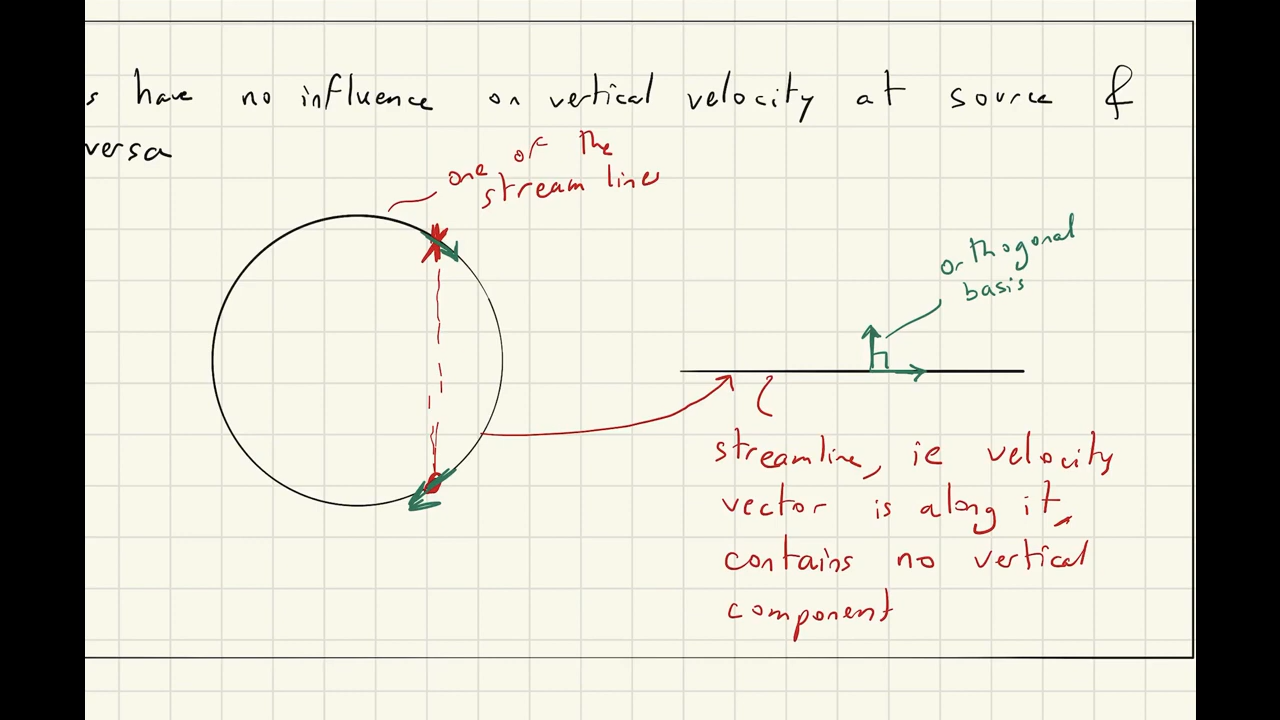 s have no influence on vertical velocity at source &
versa
one of the
stream line
orthogonal
basis
streamline, ie velocity
vector is along it,
contains no vertical
component